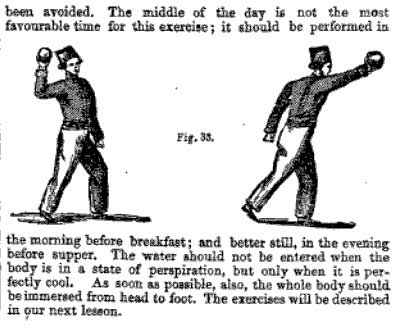 been avoided. The middle of the day is not the most
favourable time for this exercise; it should be performed in
Fig. 33.
the morning before breakfast; and better still, in the evening
before supper. The water should not be entered when the
body is in a state of perspiration, but only when it is per-
fectly cool. As soon as possible, also, the whole body should
be immersed from head to foot. The exercises will be described
in our next lesson.